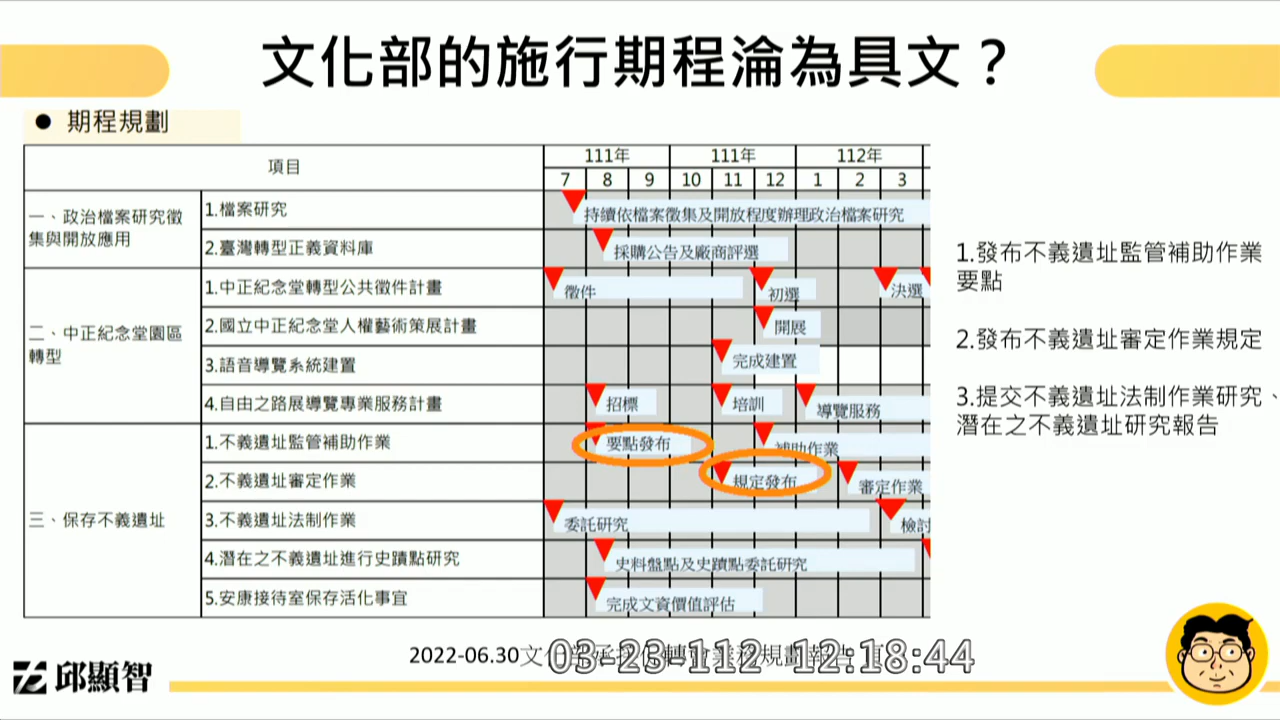 文化部的施行期程淪為具文？
● 期程規劃
項目
111年 111年 112年
7 8 9 10 11 12 1 2 3
一、政治檔案研究徵
集與開放應用
1.檔案研究
持續依檔案徵集及開放程度辦理政治檔案研究
2.臺灣轉型正義資料庫
採購公告及廠商評選
二、中正紀念堂園區
轉型
1.中正紀念堂轉型公共徵件計畫
徵件 初選 決選
2.國立中正紀念堂人權藝術策展計畫
開展
3.語音導覽系統建置
完成建置
4.自由之路展導覽專業服務計畫
招標 培訓 導覽服務
三、保存不義遺址
1.不義遺址監管補助作業
要點發布 補助作業
2.不義遺址審定作業
規定發布 審定作業
3.不義遺址法制作業
委託研究 檢討
4.潛在之不義遺址進行史蹟點研究
史料盤點及史蹟點委託研究
5.安康接待室保存活化事宜
完成文資價值評估
1.發布不義遺址監管補助作業
要點
2.發布不義遺址審定作業規定
3.提交不義遺址法制作業研究、
潛在之不義遺址研究報告
2022-06.30文化
03-23-112 12:18:44
邱顯智